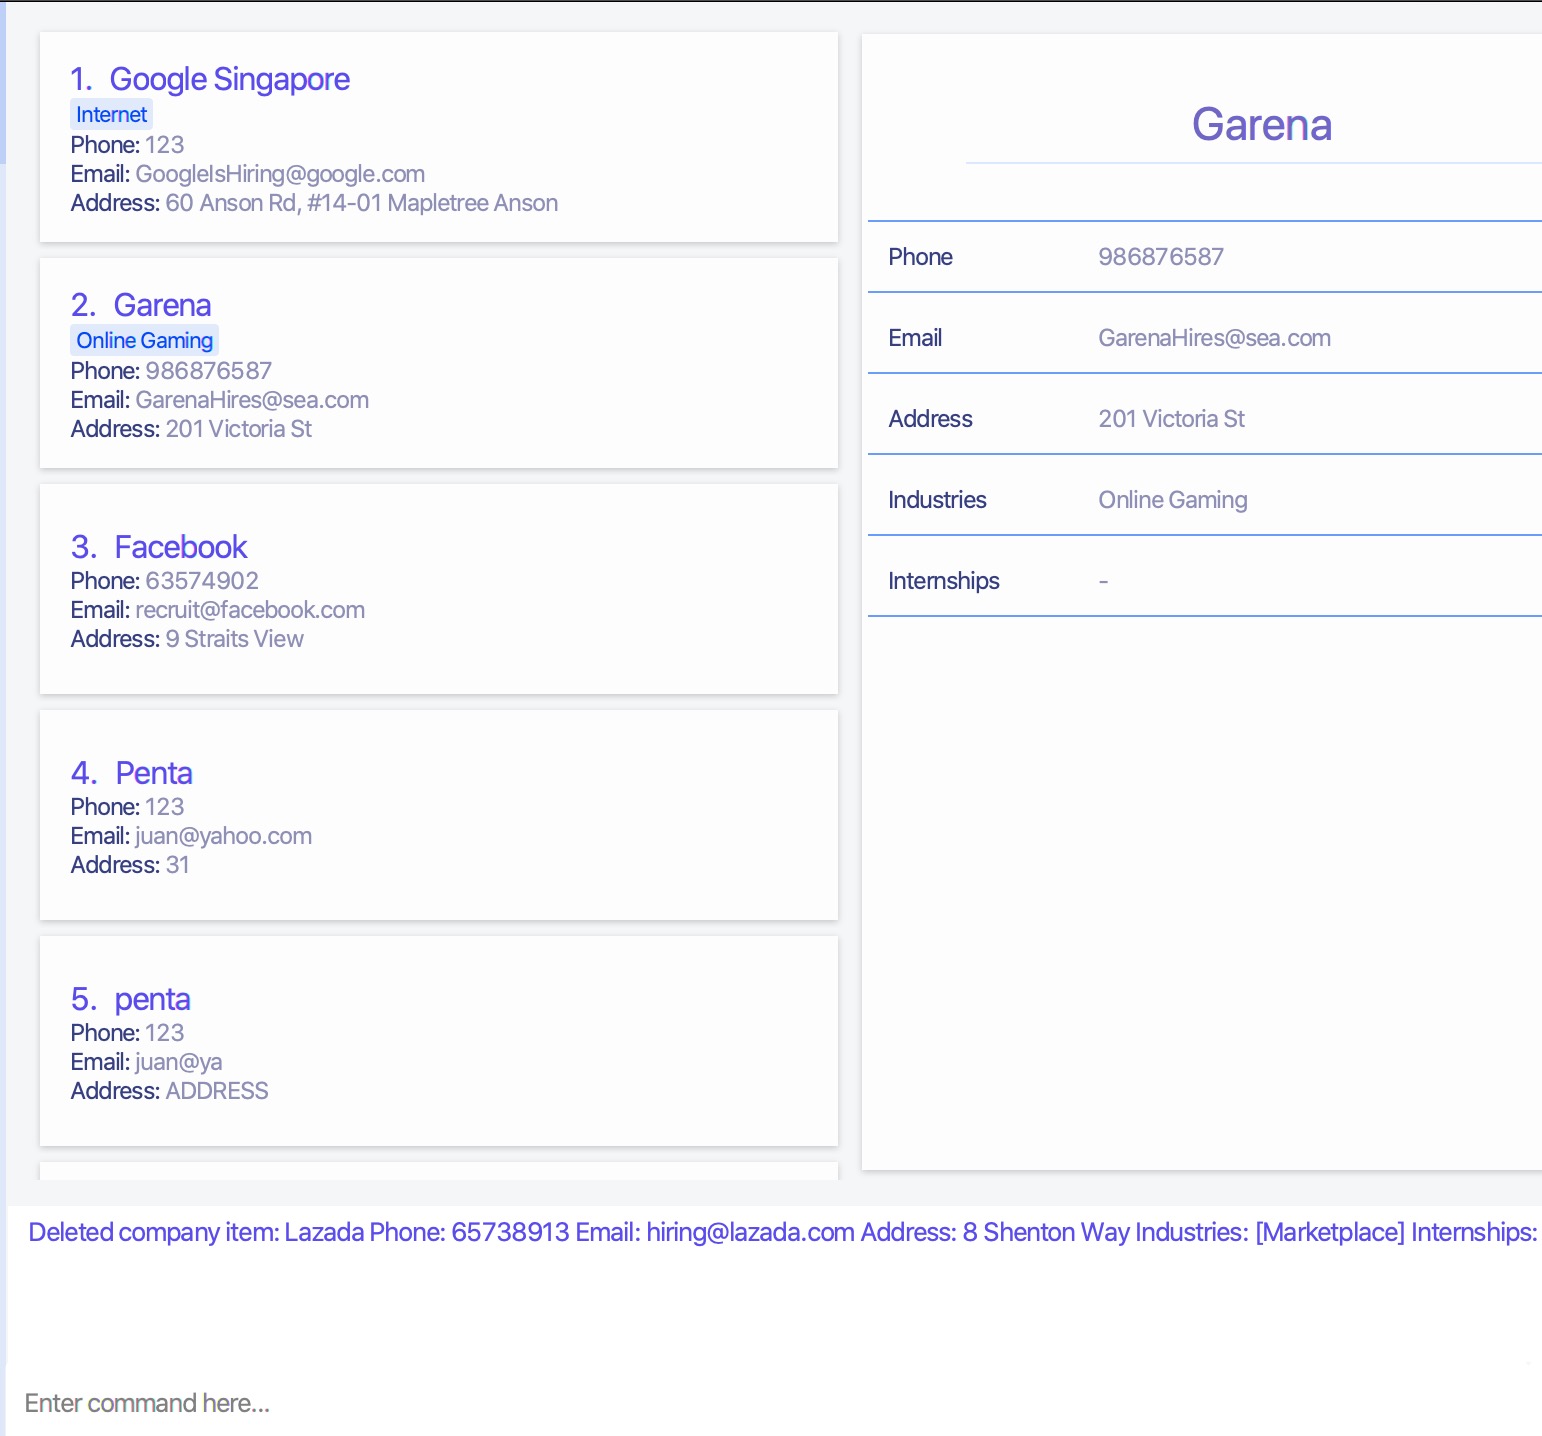 1. Google Singapore
Internet
Phone: 123
Email: GoogleIsHiring@google.com
Address: 60 Anson Rd, #14-01 Mapletree Anson
2. Garena
Online Gaming
Phone: 986876587
Email: GarenaHires@sea.com
Address: 201 Victoria St
3. Facebook
Phone: 63574902
Email: recruit@facebook.com
Address: 9 Straits View
4. Penta
Phone: 123
Email: juan@yahoo.com
Address: 31
5. penta
Phone: 123
Email: juan@ya
Address: ADDRESS
Garena
Phone 986876587
Email GarenaHires@sea.com
Address 201 Victoria St
Industries Online Gaming
Internships -
Deleted company item: Lazada Phone: 65738913 Email: hiring@lazada.com Address: 8 Shenton Way Industries: [Marketplace] Internships:
Enter command here...